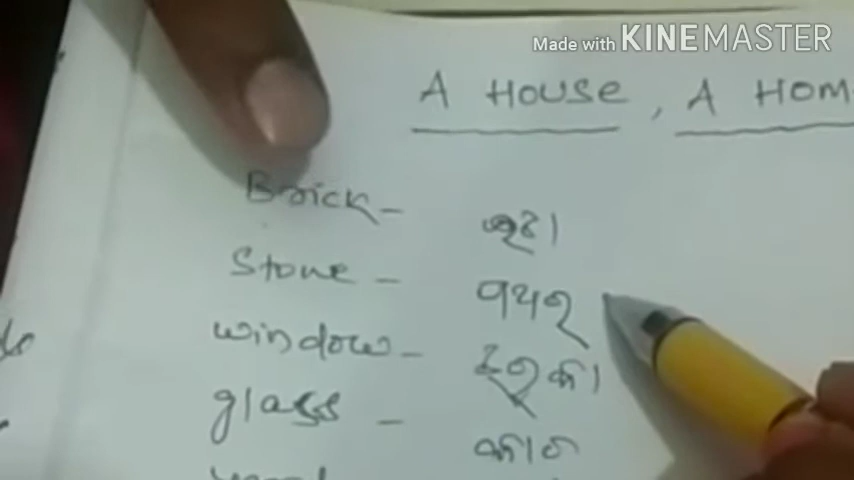 Made with KINEMASTER
A HOUSE, A HOM
Brick - ଇଟା
Stone - ପଥର
window - ଝରକା
glass - କାଚ